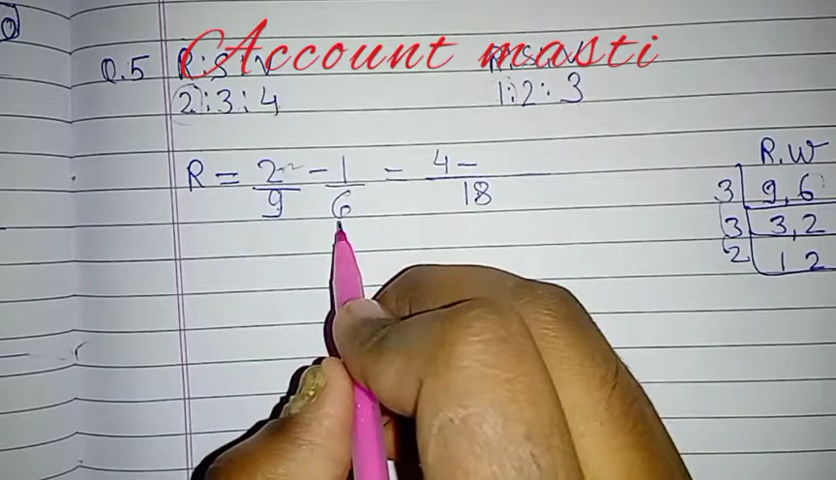 Account masti
Q.5 R:S:V
2:3:4 1:2:3
R = 2/9 - 1/6 = 4 - / 18
R.W
3 9,6
3 3,2
2 1 2